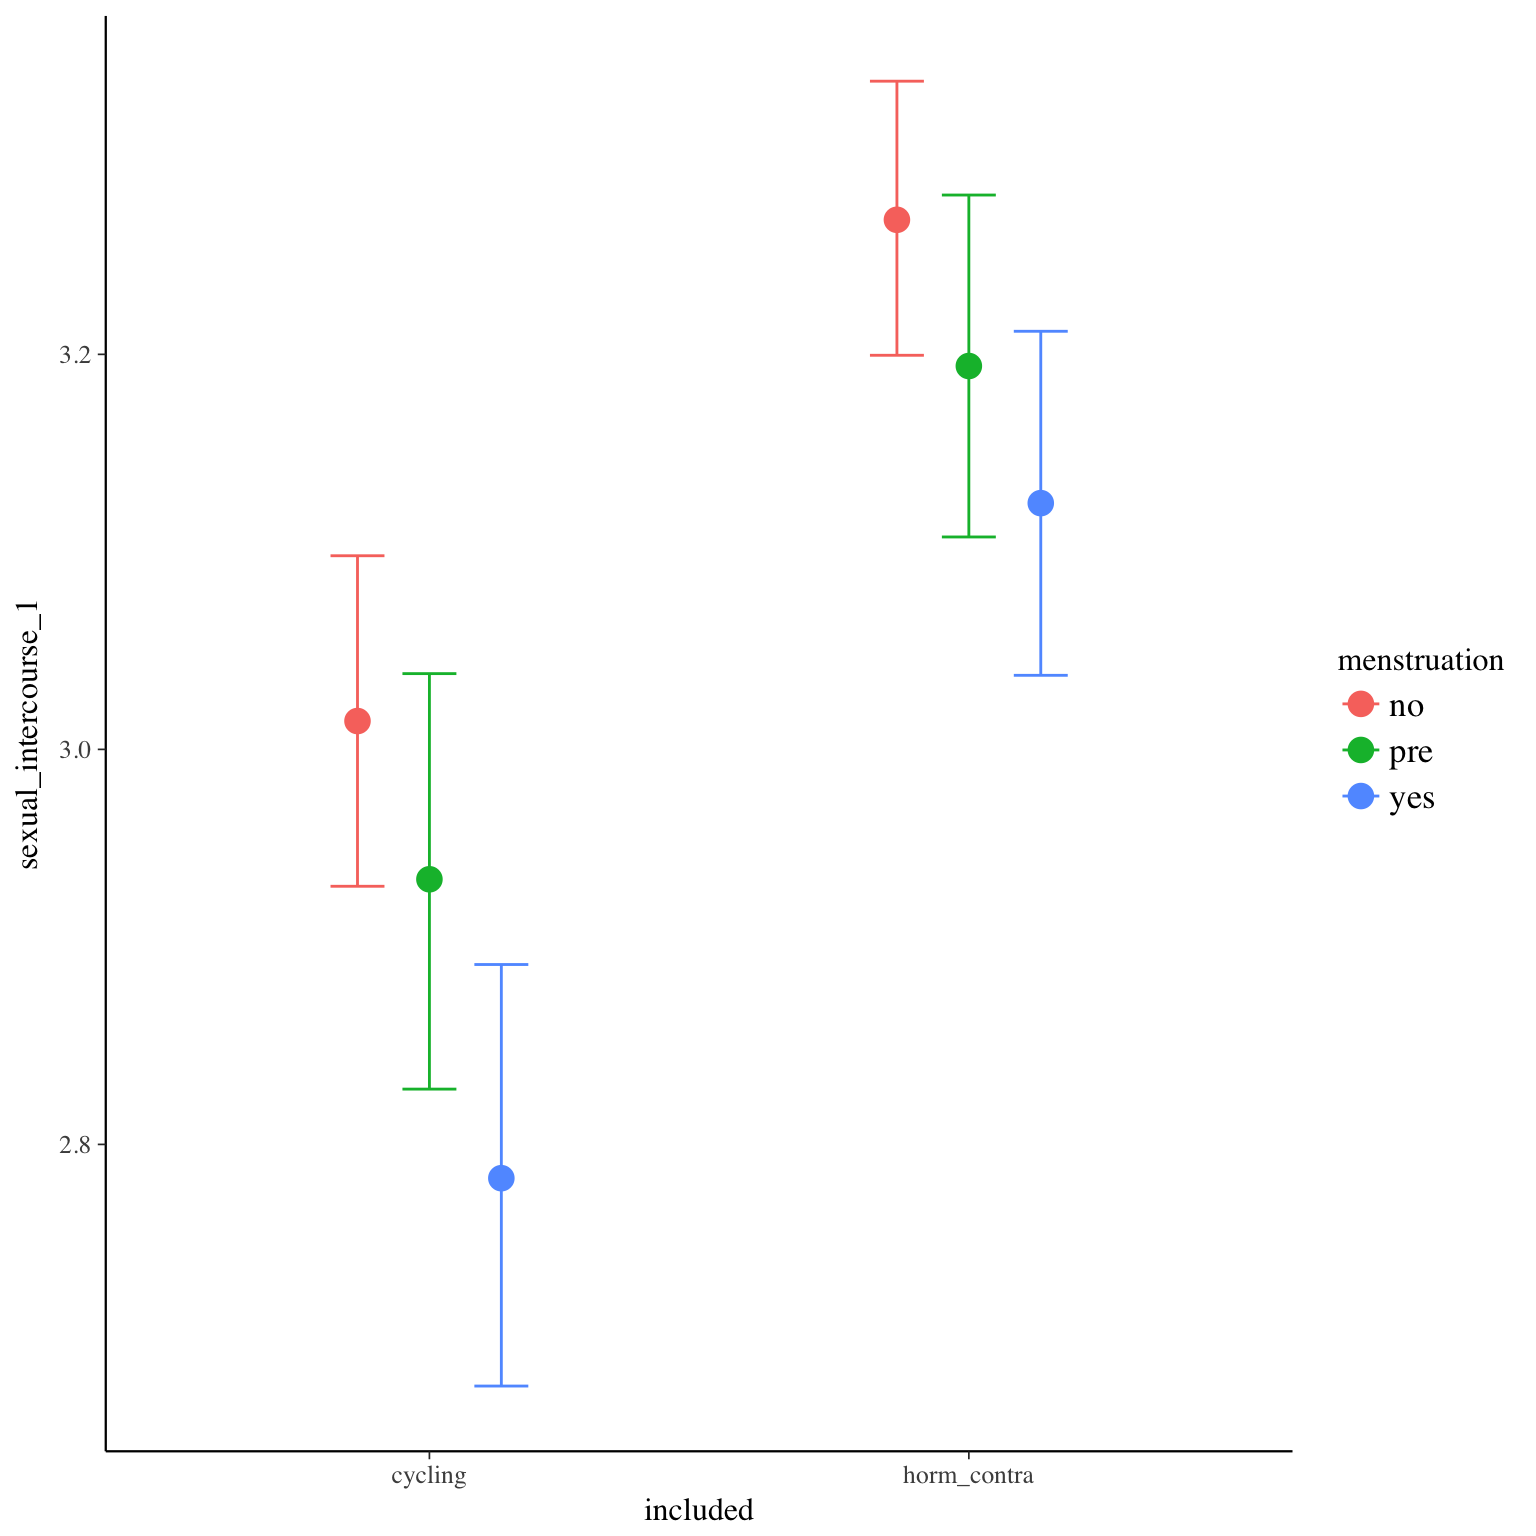 sexual_intercourse_1
3.2
3.0
2.8
cycling
horm_contra
included
menstruation
no
pre
yes